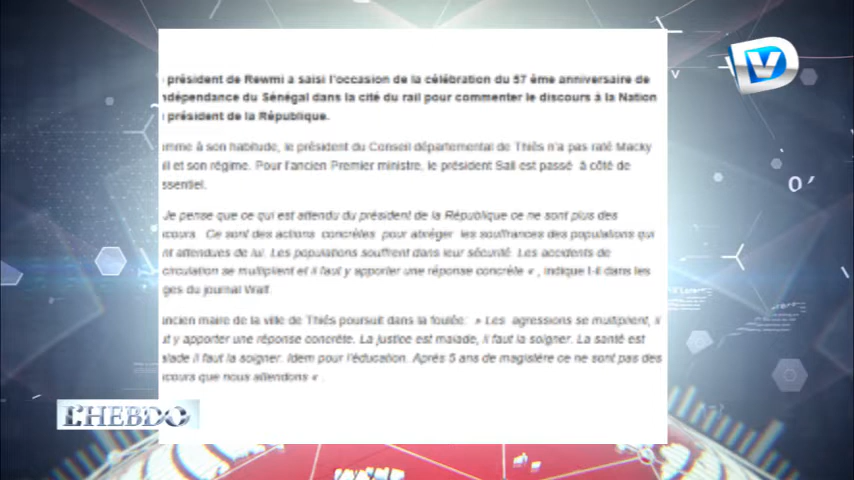 président de Rewmi a saisi l'occasion de la célébration du 57 ème anniversaire de
ndépendance du Sénégal dans la cité du rail pour commenter le discours à la Nation
président de la République.
omme à son habitude, le président du Conseil départemental de Thiès n'a pas raté Macky
ll et son régime. Pour l'ancien Premier ministre, le président Sall est passé à côté de
ssentiel.
Je pense que ce qui est attendu du président de la République ce ne sont plus des
cours. Ce sont des actions concrètes pour abréger les souffrances des populations qui
nt attendues de lui. Les populations souffrent dans leur sécurité. Les accidents de
rculation se multiplient et il faut y apporter une réponse concrète « , indique t-il dans les
ges du journal Walf.
ancien maire de la ville de Thiès poursuit dans la foulée: » Les agressions se multiplient, il
ut y apporter une réponse concrète. La justice est malade, il faut la soigner. La santé est
alade il faut la soigner. Idem pour l'éducation. Après 5 ans de magistère ce ne sont pas des
cours que nous attendons « .
DV
L'HEBDO